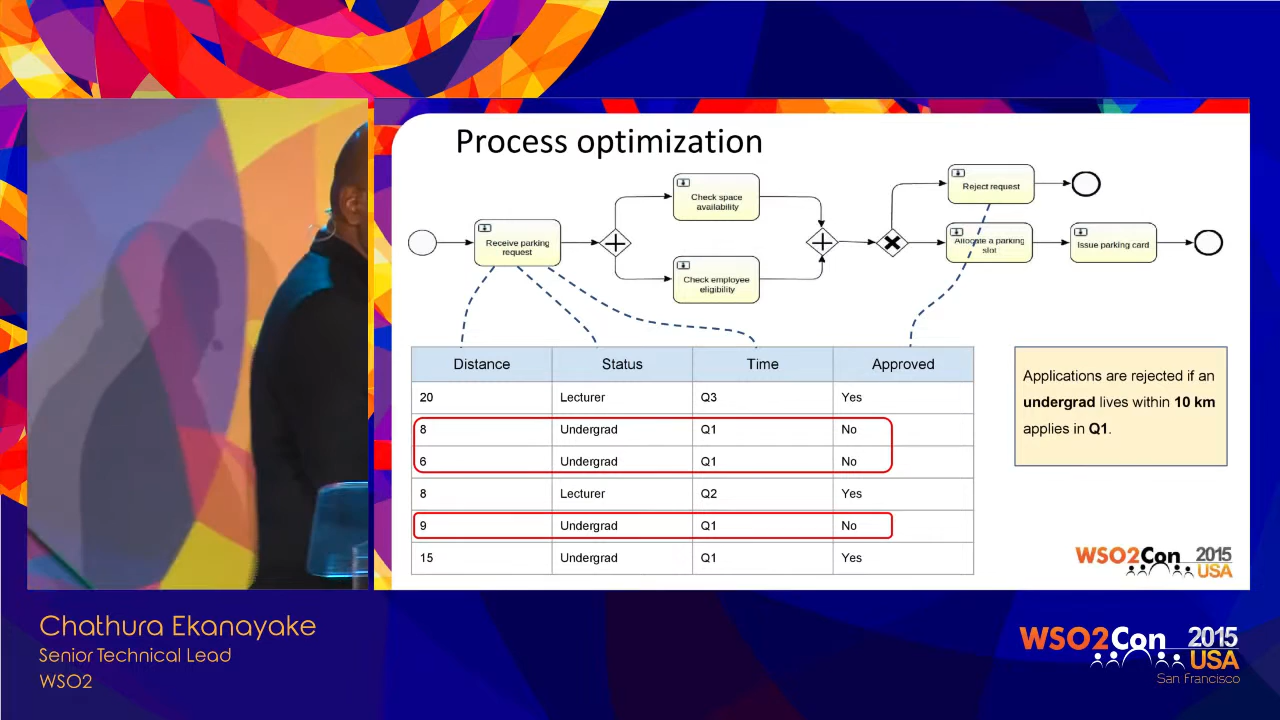 Process optimization
Check space
availability
Reject request
Receive parking
request
Allocate a parking
slot
Issue parking card
Check employee
eligibility
Distance Status Time Approved
20 Lecturer Q3 Yes
8 Undergrad Q1 No
6 Undergrad Q1 No
8 Lecturer Q2 Yes
9 Undergrad Q1 No
15 Undergrad Q1 Yes
Applications are rejected if an
undergrad lives within 10 km
applies in Q1.
WSO2Con 2015
USA
Chathura Ekanayake
Senior Technical Lead
WSO2
WSO2Con 2015
USA
San Francisco